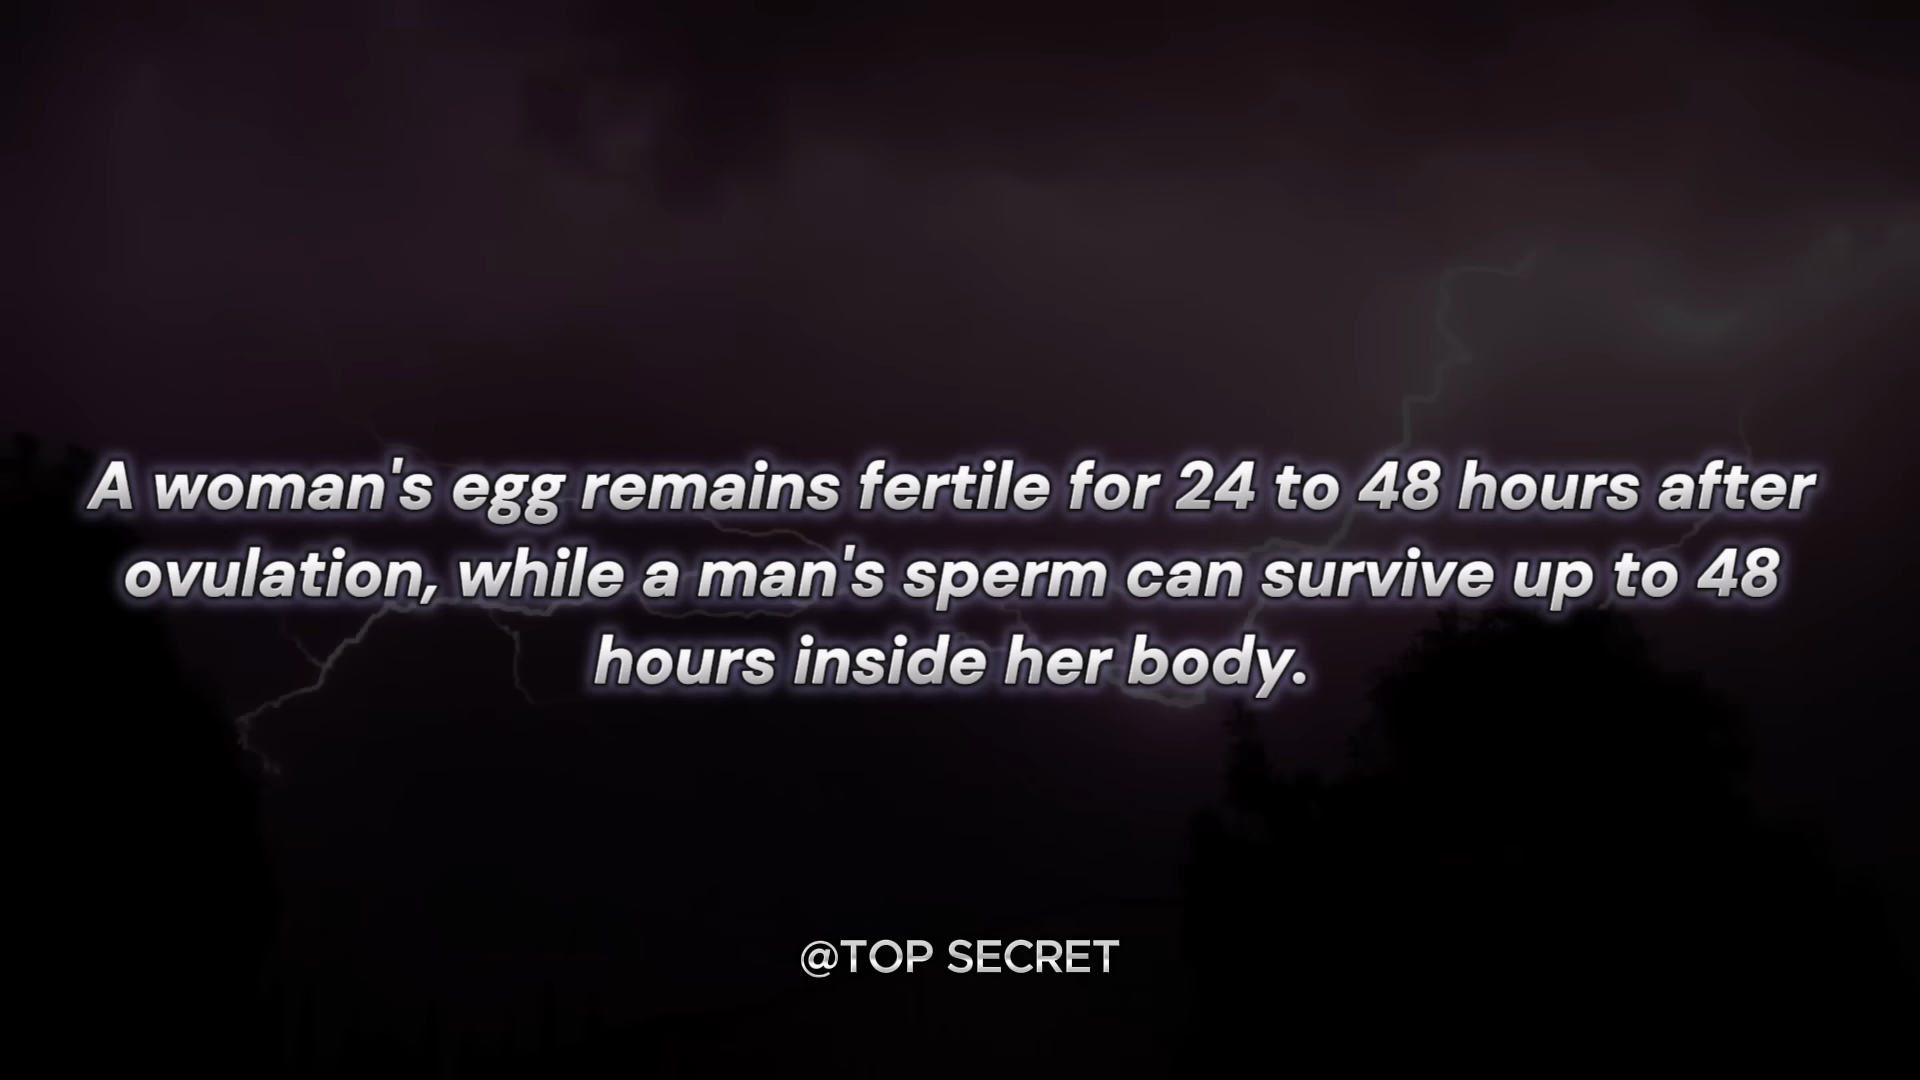 A woman's egg remains fertile for 24 to 48 hours after
ovulation, while a man's sperm can survive up to 48
hours inside her body.
@TOP SECRET